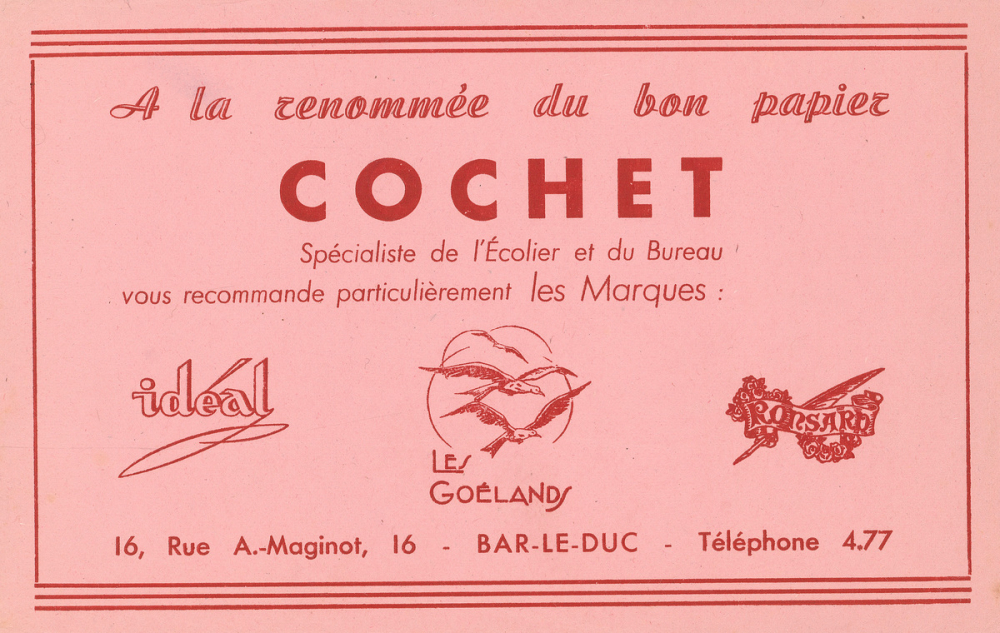 A la renommée du bon papier
COCHET
Spécialiste de l'Écolier et du Bureau
vous recommande particulièrement les Marques :
idéal
LES
GOÉLANDS
RONSARD
16, Rue A.-Maginot, 16 - BAR-LE-DUC - Téléphone 4.77